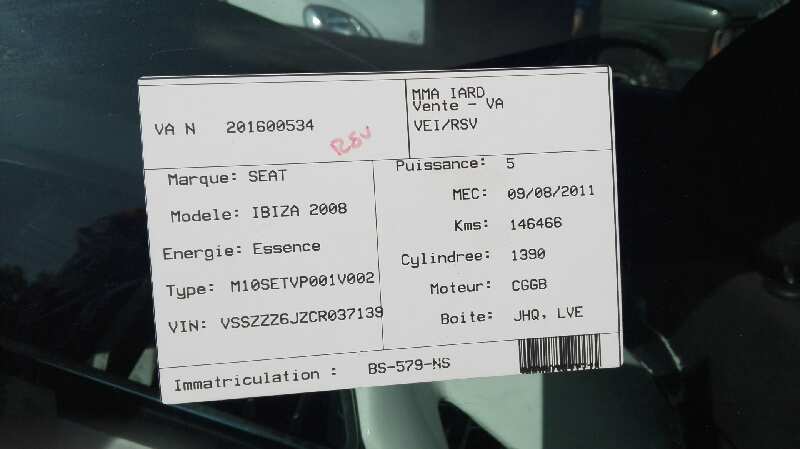 VA N 201600534
RSV
MMA IARD
Vente - VA
VEI/RSV
Marque: SEAT
Modele: IBIZA 2008
Energie: Essence
Type: M10SETVP001V002
VIN: VSSZZZ6JZCR037139
Puissance: 5
MEC: 09/08/2011
Kms: 146466
Cylindree: 1390
Moteur: CGGB
Boite: JHQ, LVE
Immatriculation : BS-579-NS